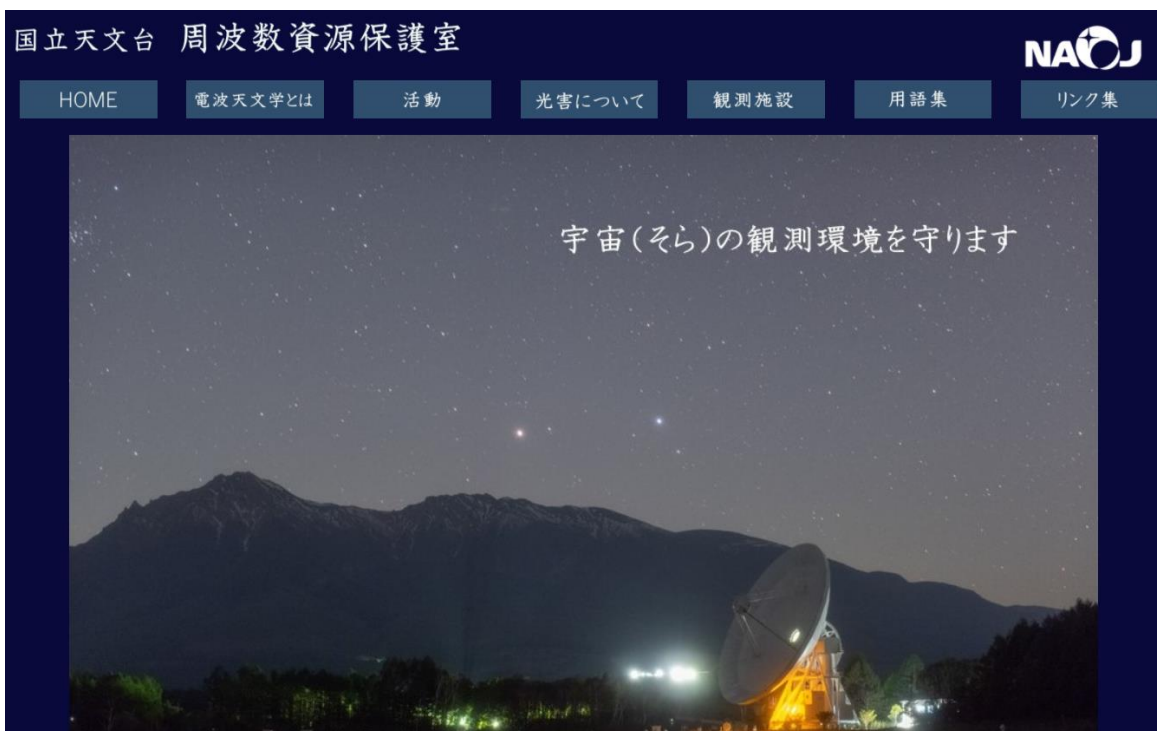 国立天文台 周波数資源保護室
NAOJ
HOME 電波天文学とは 活動 光害について 観測施設 用語集 リンク集
宇宙(そら)の観測環境を守ります